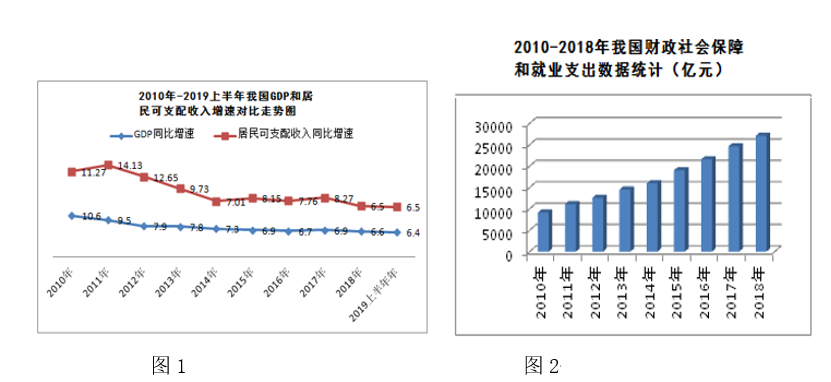 2010年-2019上半年我国GDP和居
民可支配收入增速对比走势图
GDP同比增速 居民可支配收入同比增速
11.27 14.13 12.65 9.73 7.01 8.15 7.76 8.27 6.5 6.5
10.6 9.5 7.9 7.8 7.3 6.9 6.7 6.9 6.6 6.4
2010年 2011年 2012年 2013年 2014年 2015年 2016年 2017年 2018年 2019上半年年
图1
2010-2018年我国财政社会保障
和就业支出数据统计（亿元）
30000
25000
20000
15000
10000
5000
0
2010年 2011年 2012年 2013年 2014年 2015年 2016年 2017年 2018年
图2